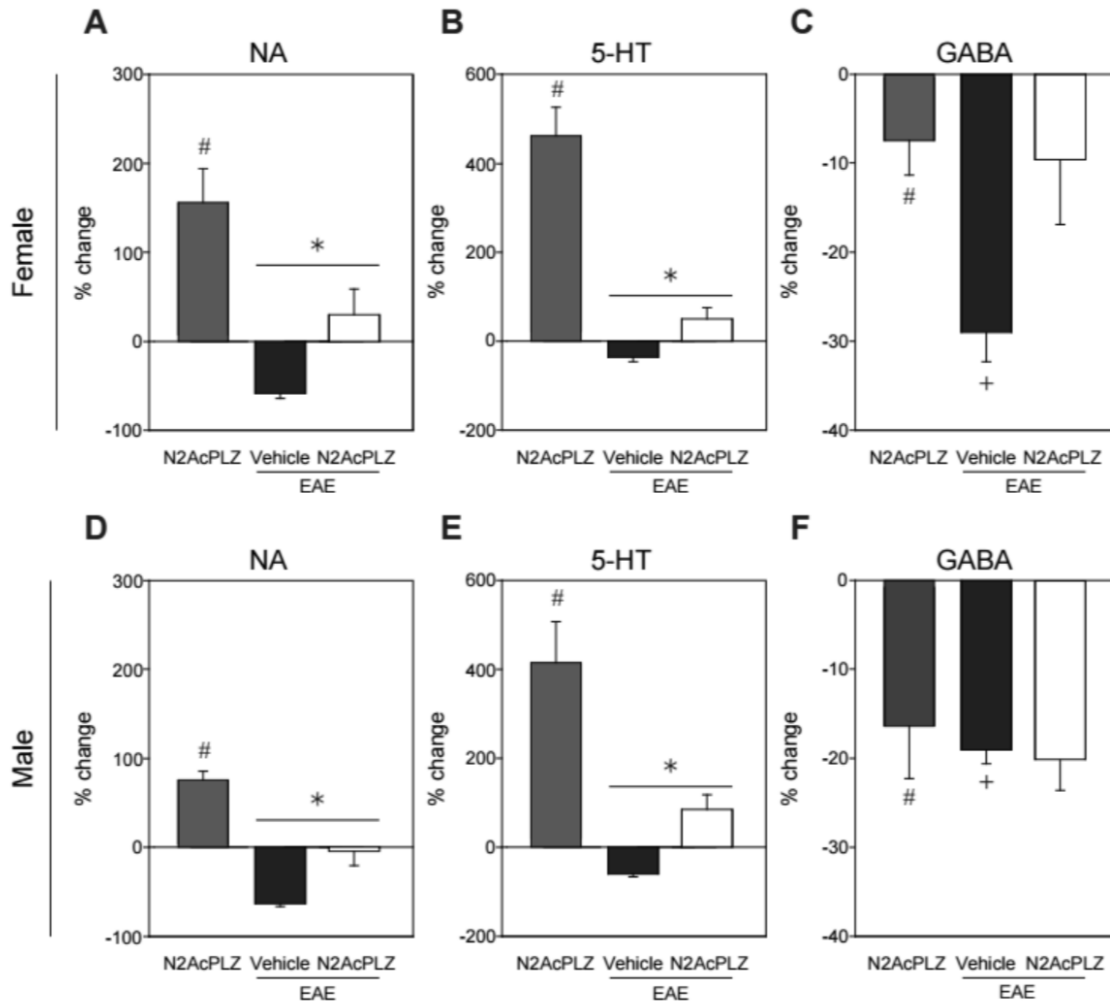 A
B
C
NA
5-HT
GABA
Female
% change
300
200
100
0
-100
#
*
N2AcPLZ
Vehicle N2AcPLZ
EAE
% change
600
400
200
0
-200
#
*
N2AcPLZ
Vehicle N2AcPLZ
EAE
% change
0
-10
-20
-30
-40
#
+
N2AcPLZ
Vehicle N2AcPLZ
EAE
D
E
F
NA
5-HT
GABA
Male
% change
300
200
100
0
-100
#
*
N2AcPLZ
Vehicle N2AcPLZ
EAE
% change
600
400
200
0
-200
#
*
N2AcPLZ
Vehicle N2AcPLZ
EAE
% change
0
-10
-20
-30
-40
#
+
N2AcPLZ
Vehicle N2AcPLZ
EAE